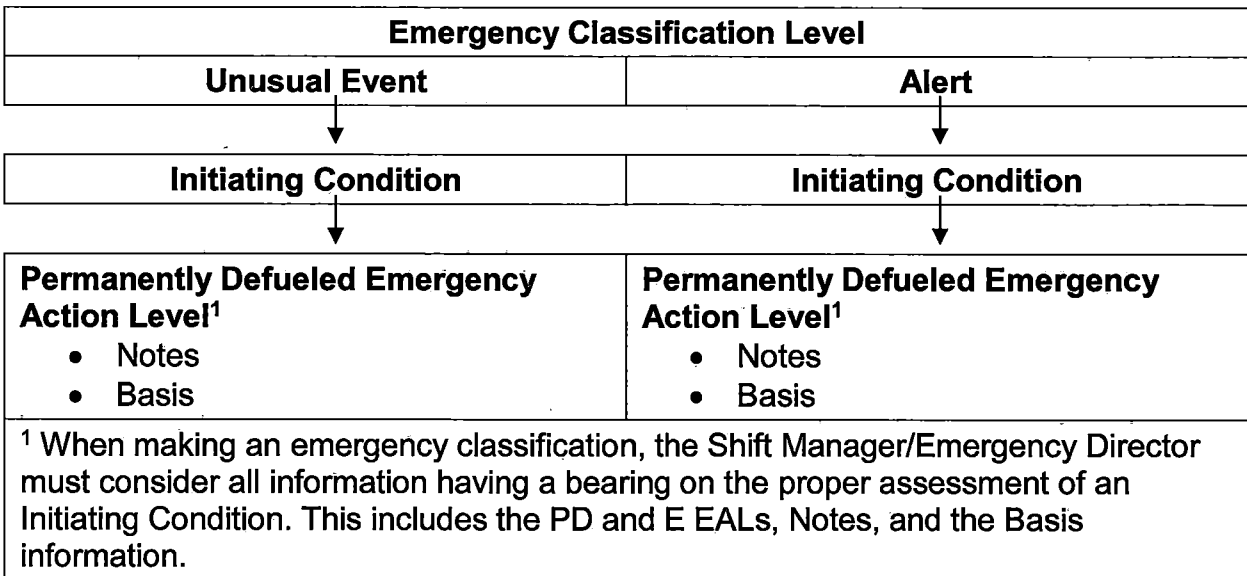 Emergency Classification Level
Unusual Event
Alert
Initiating Condition
Initiating Condition
Permanently Defueled Emergency
Action Level¹
• Notes
• Basis
Permanently Defueled Emergency
Action Level¹
• Notes
• Basis
¹ When making an emergency classification, the Shift Manager/Emergency Director
must consider all information having a bearing on the proper assessment of an
Initiating Condition. This includes the PD and E EALs, Notes, and the Basis
information.